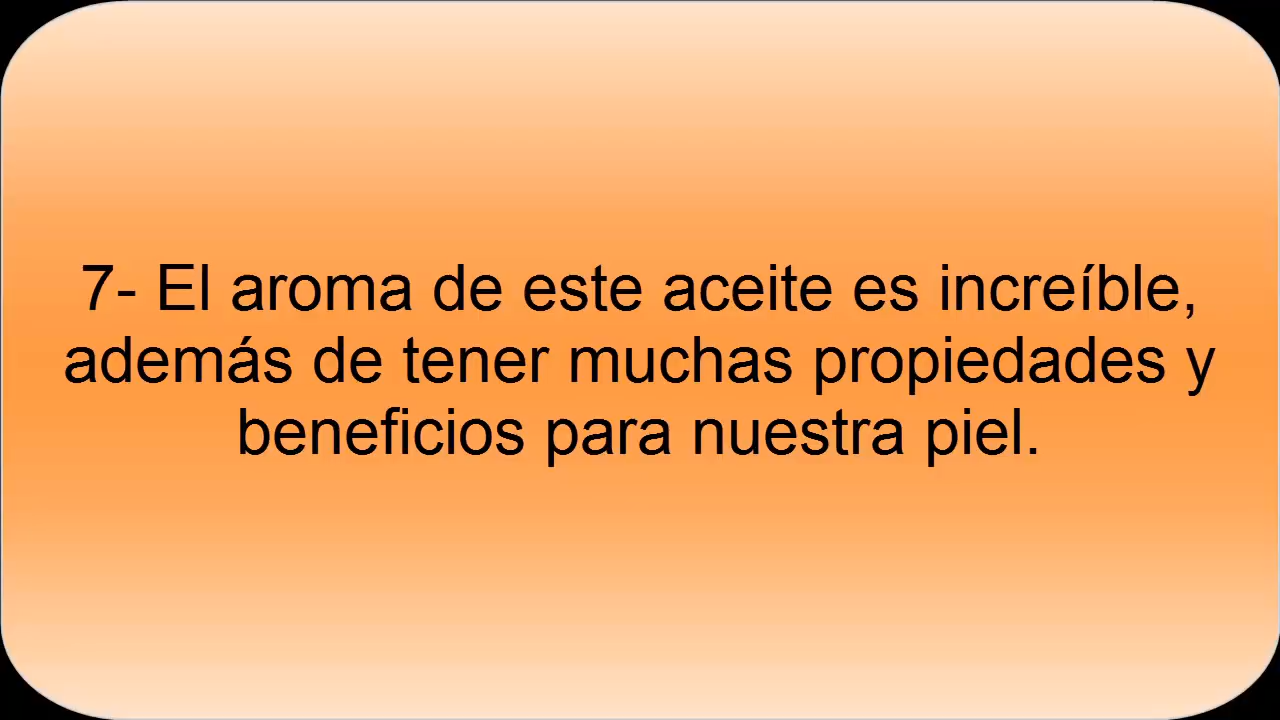 7- El aroma de este aceite es increíble,
además de tener muchas propiedades y
beneficios para nuestra piel.